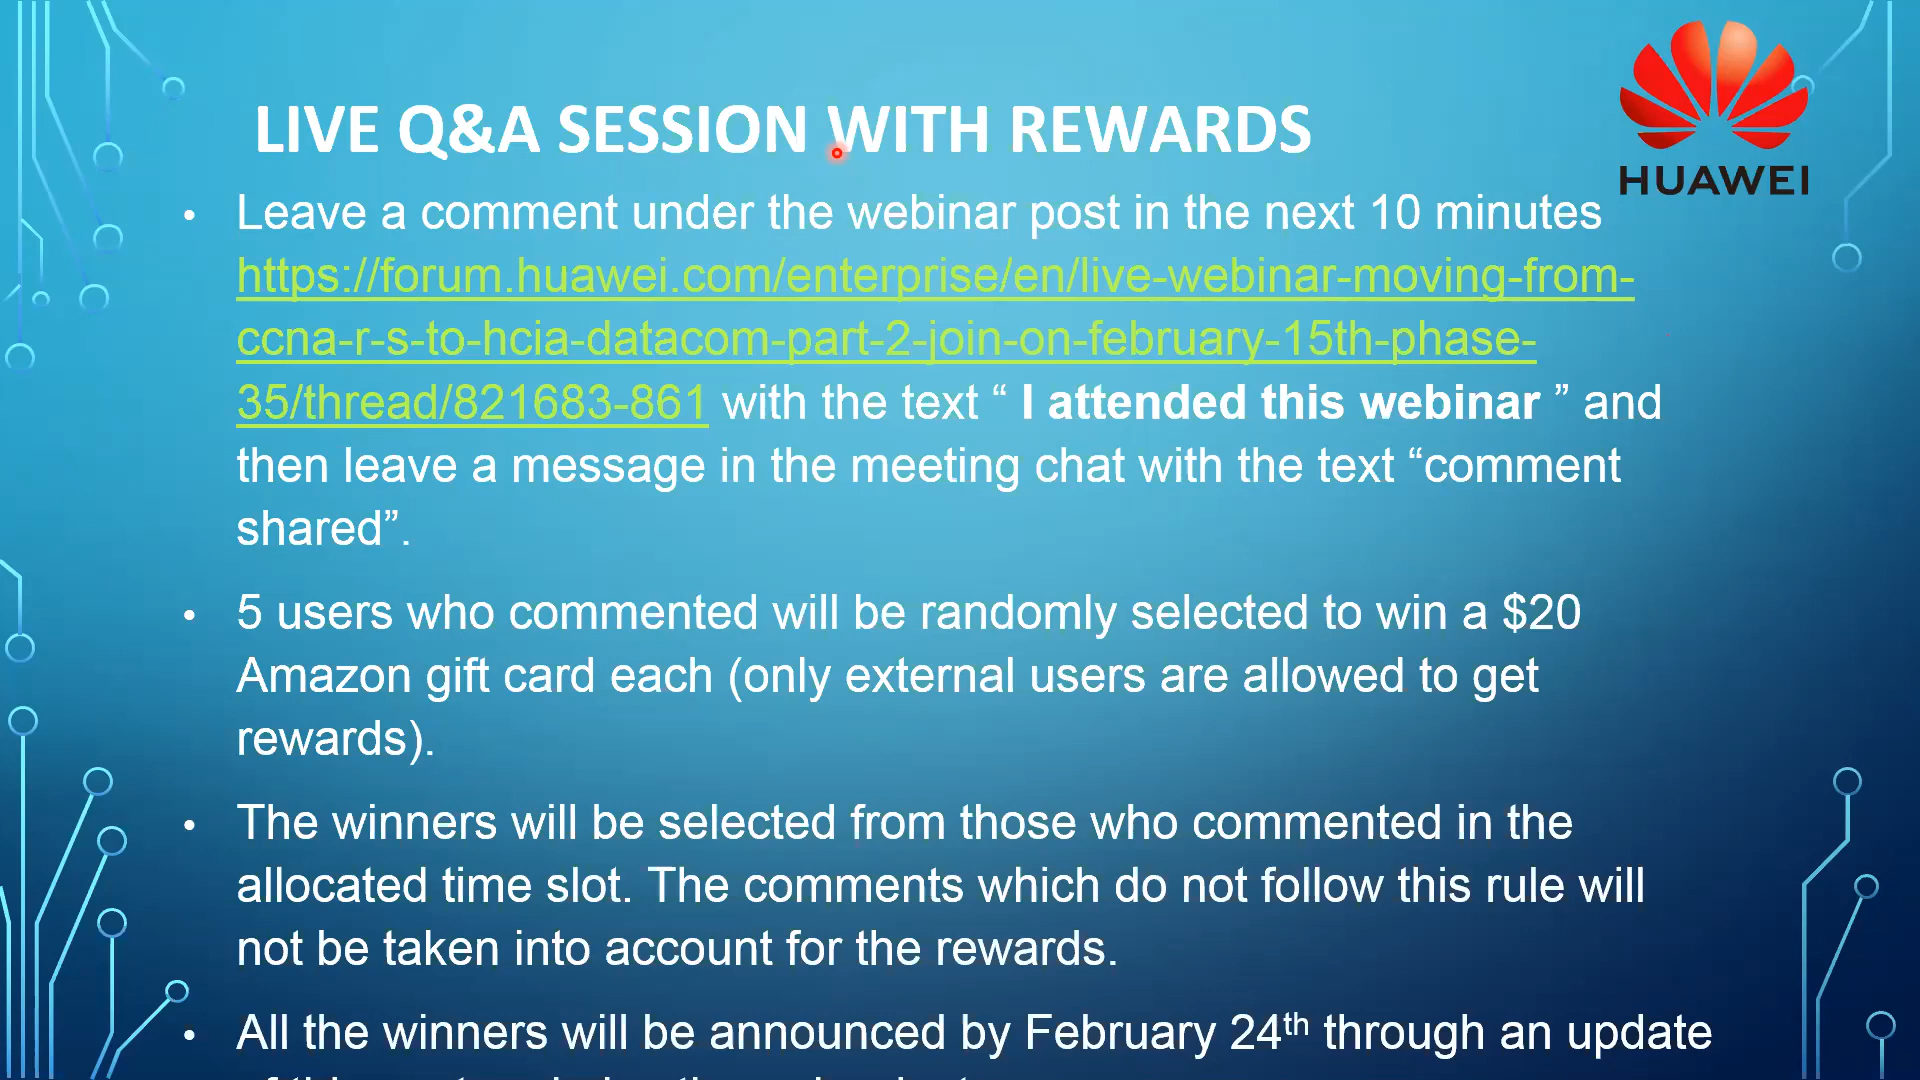 LIVE Q&A SESSION WITH REWARDS
HUAWEI
• Leave a comment under the webinar post in the next 10 minutes
https://forum.huawei.com/enterprise/en/live-webinar-moving-from-
ccna-r-s-to-hcia-datacom-part-2-join-on-february-15th-phase-
35/thread/821683-861 with the text “ I attended this webinar ” and
then leave a message in the meeting chat with the text “comment
shared”.
• 5 users who commented will be randomly selected to win a $20
Amazon gift card each (only external users are allowed to get
rewards).
• The winners will be selected from those who commented in the
allocated time slot. The comments which do not follow this rule will
not be taken into account for the rewards.
• All the winners will be announced by February 24th through an update